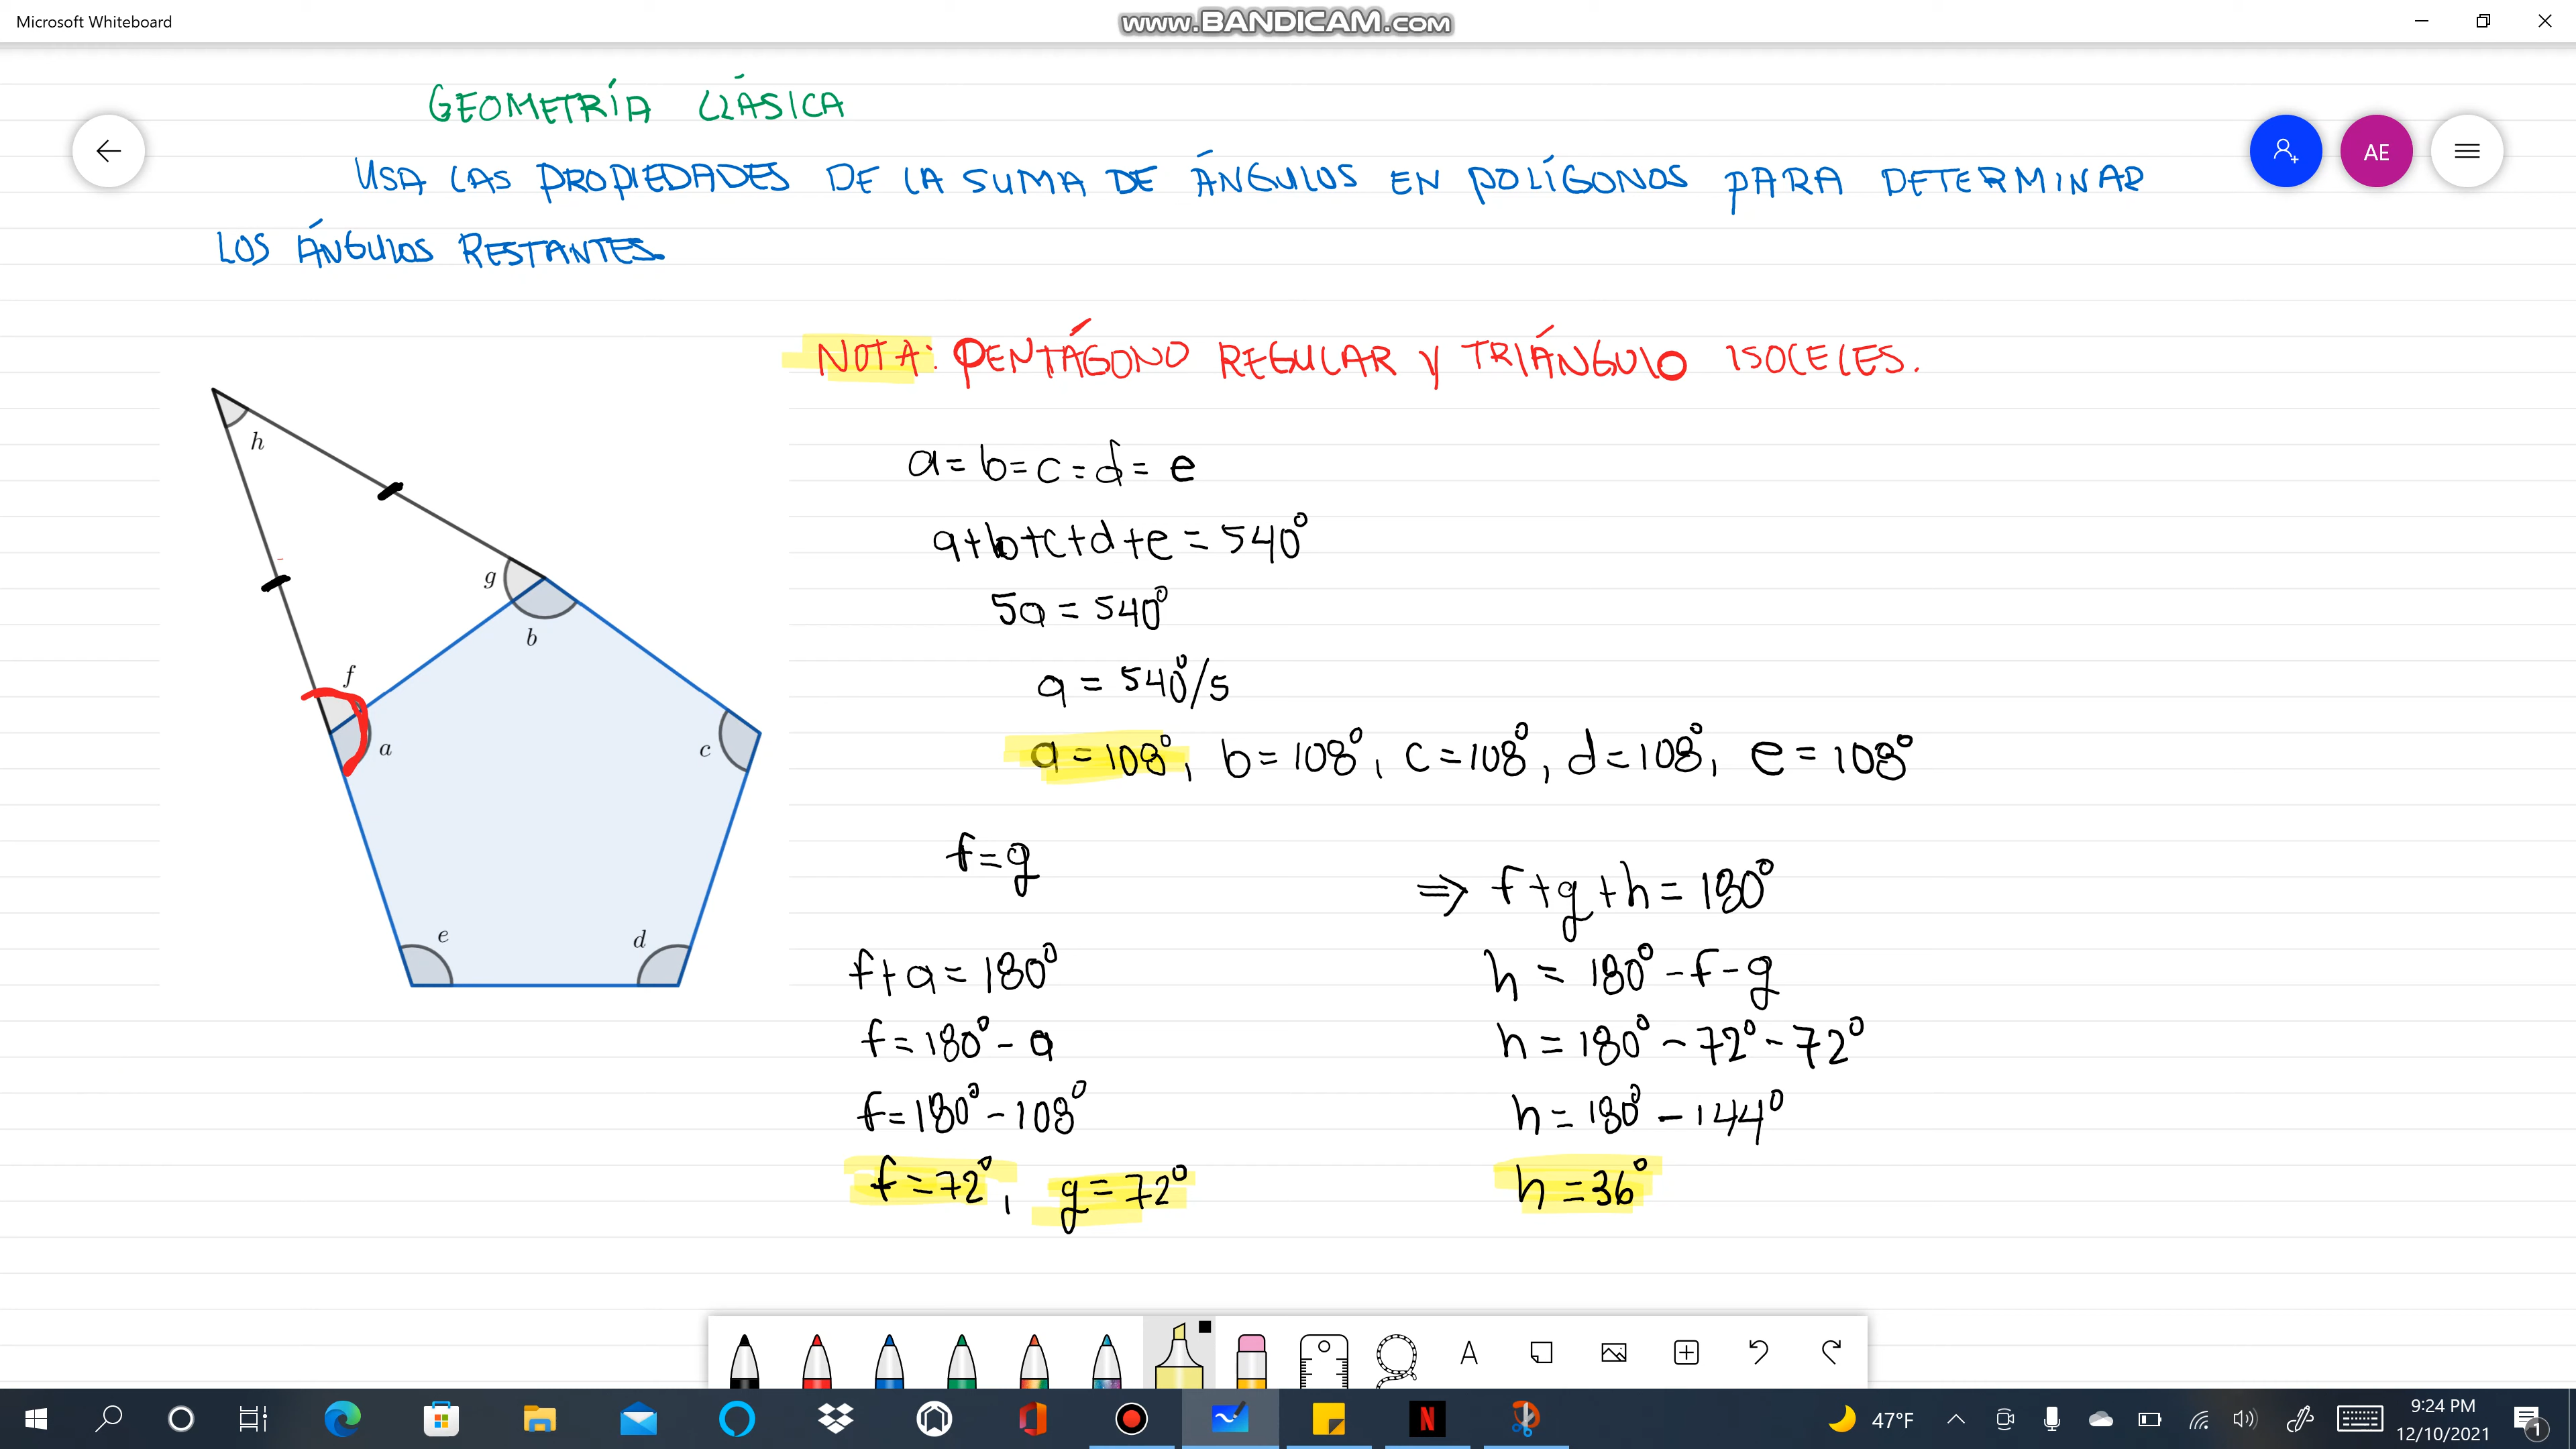 Microsoft Whiteboard
www.BANDICAM.com
GEOMETRÍA CLÁSICA
AE
USA LAS PROPIEDADES DE LA SUMA DE ÁNGULOS EN POLÍGONOS PARA DETERMINAR
LOS ÁNGULOS RESTANTES
NOTA: PENTÁGONO REGULAR Y TRIÁNGULO ISOCELES.
h
g
b
f
a
c
e
d
a = b = c = d = e
a+b+c+d+e = 540°
5a = 540°
a = 540°/5
a = 108°, b = 108°, c = 108°, d = 108°, e = 108°
f = g
f + a = 180°
f = 180° - a
f = 180° - 108°
f = 72°, g = 72°
⇒ f + g + h = 180°
h = 180° - f - g
h = 180° - 72° - 72°
h = 180° - 144°
h = 36°
A
N
47°F
9:24 PM
12/10/2021
1